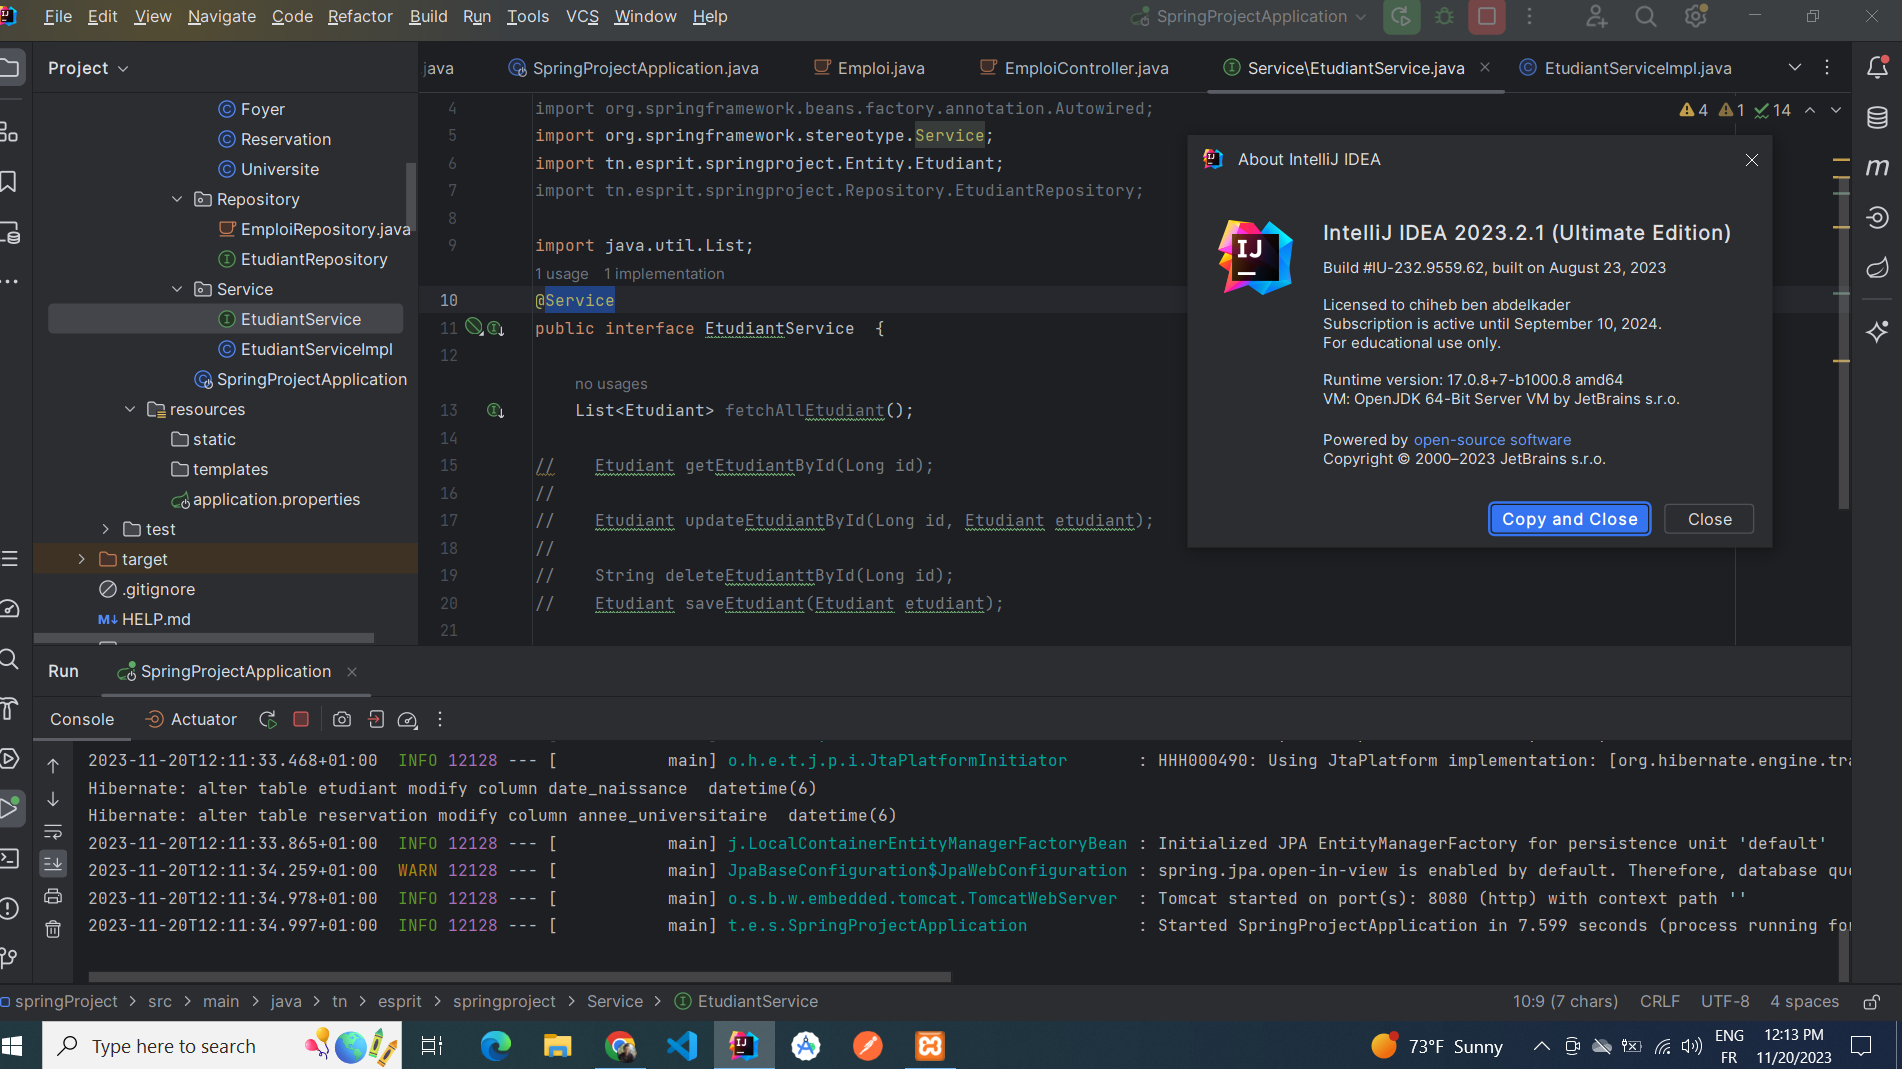 File Edit View Navigate Code Refactor Build Run Tools VCS Window Help
SpringProjectApplication
Project
java
SpringProjectApplication.java
Emploi.java
EmploiController.java
Service\EtudiantService.java
EtudiantServiceImpl.java
Foyer
Reservation
Universite
Repository
EmploiRepository.java
EtudiantRepository
Service
EtudiantService
EtudiantServiceImpl
SpringProjectApplication
resources
static
templates
application.properties
test
target
.gitignore
M↓ HELP.md
4 1 14
4 import org.springframework.beans.factory.annotation.Autowired;
5 import org.springframework.stereotype.Service;
6 import tn.esprit.springproject.Entity.Etudiant;
7 import tn.esprit.springproject.Repository.EtudiantRepository;
8
9 import java.util.List;
1 usage 1 implementation
10 @Service
11 public interface EtudiantService {
12
no usages
13 List<Etudiant> fetchAllEtudiant();
14
15 // Etudiant getEtudiantById(Long id);
16 //
17 // Etudiant updateEtudiantById(Long id, Etudiant etudiant);
18 //
19 // String deleteEtudianttById(Long id);
20 // Etudiant saveEtudiant(Etudiant etudiant);
21
About IntelliJ IDEA
IJ
IntelliJ IDEA 2023.2.1 (Ultimate Edition)
Build #IU-232.9559.62, built on August 23, 2023
Licensed to chiheb ben abdelkader
Subscription is active until September 10, 2024.
For educational use only.
Runtime version: 17.0.8+7-b1000.8 amd64
VM: OpenJDK 64-Bit Server VM by JetBrains s.r.o.
Powered by open-source software
Copyright © 2000–2023 JetBrains s.r.o.
Copy and Close
Close
Run
SpringProjectApplication
Console
Actuator
2023-11-20T12:11:33.468+01:00 INFO 12128 --- [ main] o.h.e.t.j.p.i.JtaPlatformInitiator : HHH000490: Using JtaPlatform implementation: [org.hibernate.engine.tra
Hibernate: alter table etudiant modify column date_naissance datetime(6)
Hibernate: alter table reservation modify column annee_universitaire datetime(6)
2023-11-20T12:11:33.865+01:00 INFO 12128 --- [ main] j.LocalContainerEntityManagerFactoryBean : Initialized JPA EntityManagerFactory for persistence unit 'default'
2023-11-20T12:11:34.259+01:00 WARN 12128 --- [ main] JpaBaseConfiguration$JpaWebConfiguration : spring.jpa.open-in-view is enabled by default. Therefore, database que
2023-11-20T12:11:34.978+01:00 INFO 12128 --- [ main] o.s.b.w.embedded.tomcat.TomcatWebServer : Tomcat started on port(s): 8080 (http) with context path ''
2023-11-20T12:11:34.997+01:00 INFO 12128 --- [ main] t.e.s.SpringProjectApplication : Started SpringProjectApplication in 7.599 seconds (process running for
springProject > src > main > java > tn > esprit > springproject > Service > EtudiantService
10:9 (7 chars) CRLF UTF-8 4 spaces
Type here to search
73°F Sunny
ENG
FR
12:13 PM
11/20/2023